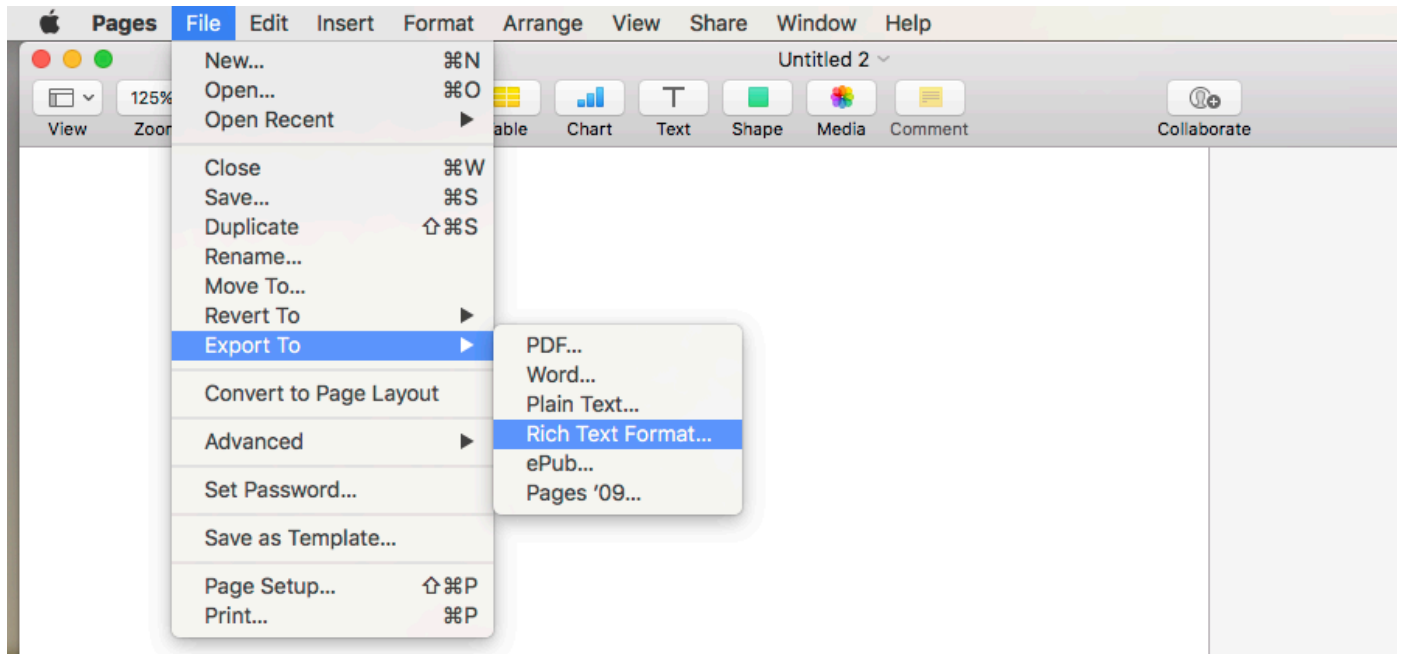 Pages File Edit Insert Format Arrange View Share Window Help
Untitled 2
125%
View Zoor able Chart Text Shape Media Comment Collaborate
New... ⌘N
Open... ⌘O
Open Recent ▶
Close ⌘W
Save... ⌘S
Duplicate ⇧⌘S
Rename...
Move To...
Revert To ▶
Export To ▶
PDF...
Word...
Plain Text...
Rich Text Format...
ePub...
Pages ’09...
Convert to Page Layout
Advanced ▶
Set Password...
Save as Template...
Page Setup... ⇧⌘P
Print... ⌘P